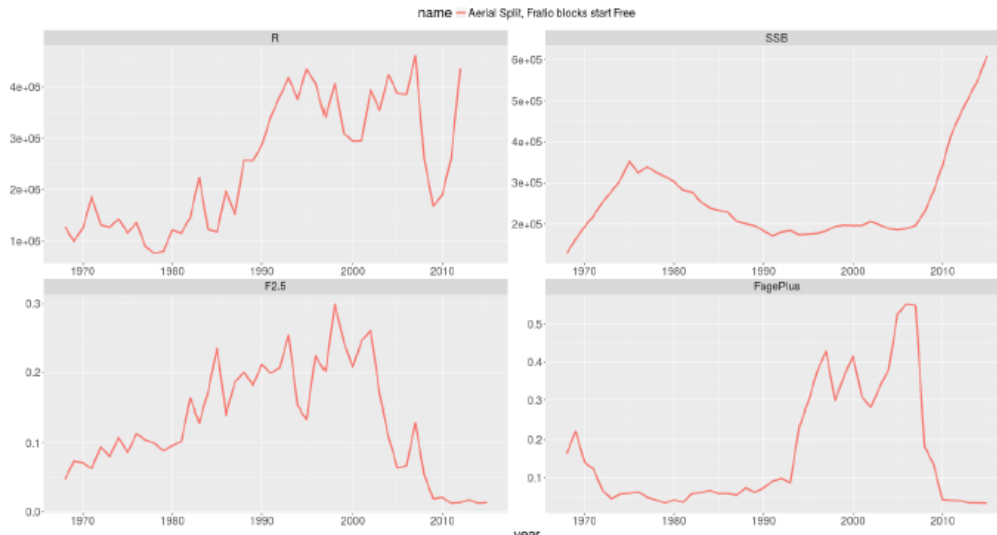 name Aerial Split, Fratio blocks start Free
R SSB
4e+06
3e+06
2e+06
1e+06
1970 1980 1990 2000 2010
6e+05
5e+05
4e+05
3e+05
2e+05
1970 1980 1990 2000 2010
F2.5 FagePlus
0.3
0.2
0.1
0.0
1970 1980 1990 2000 2010
0.5
0.4
0.3
0.2
0.1
1970 1980 1990 2000 2010
year